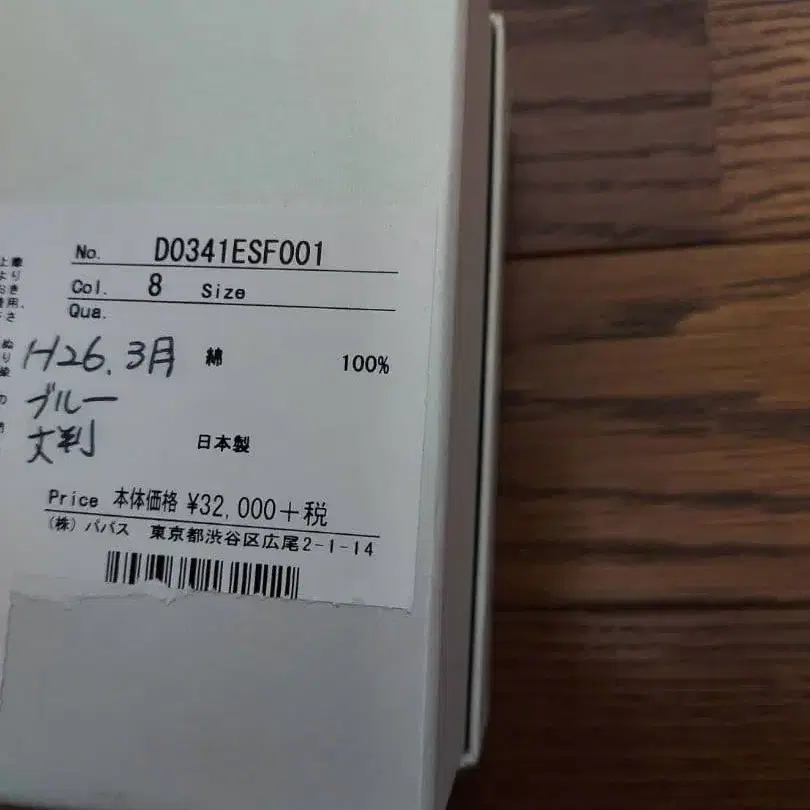 No. D0341ESF001
Col. 8 Size
Qua.
H26.3月 綿 100%
ブルー
大判 日本製
Price 本体価格 ¥32,000+税
(株) パパス 東京都渋谷区広尾2-1-14